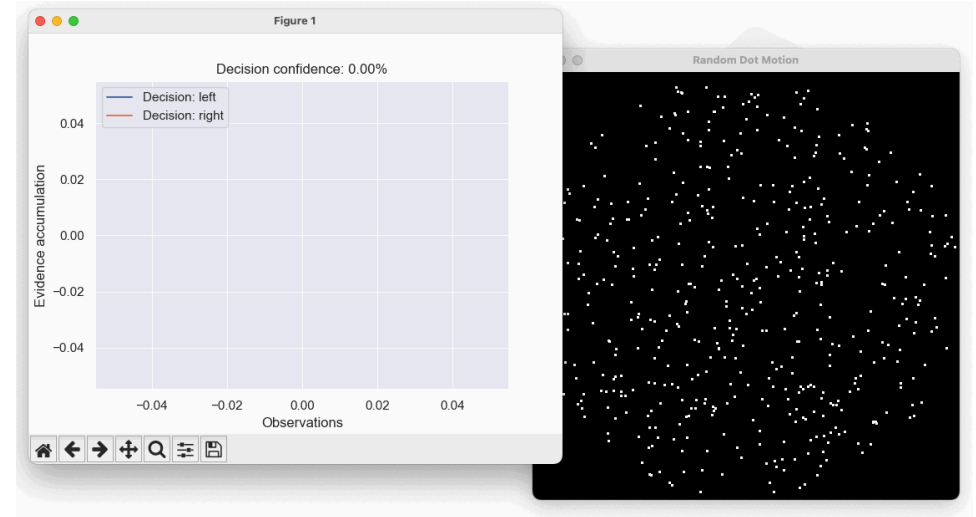 Figure 1
Decision confidence: 0.00%
Decision: left
Decision: right
0.04
0.02
0.00
−0.02
−0.04
Evidence accumulation
−0.04 −0.02 0.00 0.02 0.04
Observations
Random Dot Motion